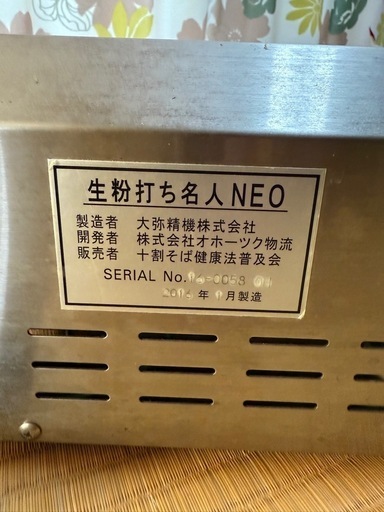 生粉打ち名人NEO
製造者 大弥精機株式会社
開発者 株式会社オホーツク物流
販売者 十割そば健康法普及会
SERIAL No.
年 月製造